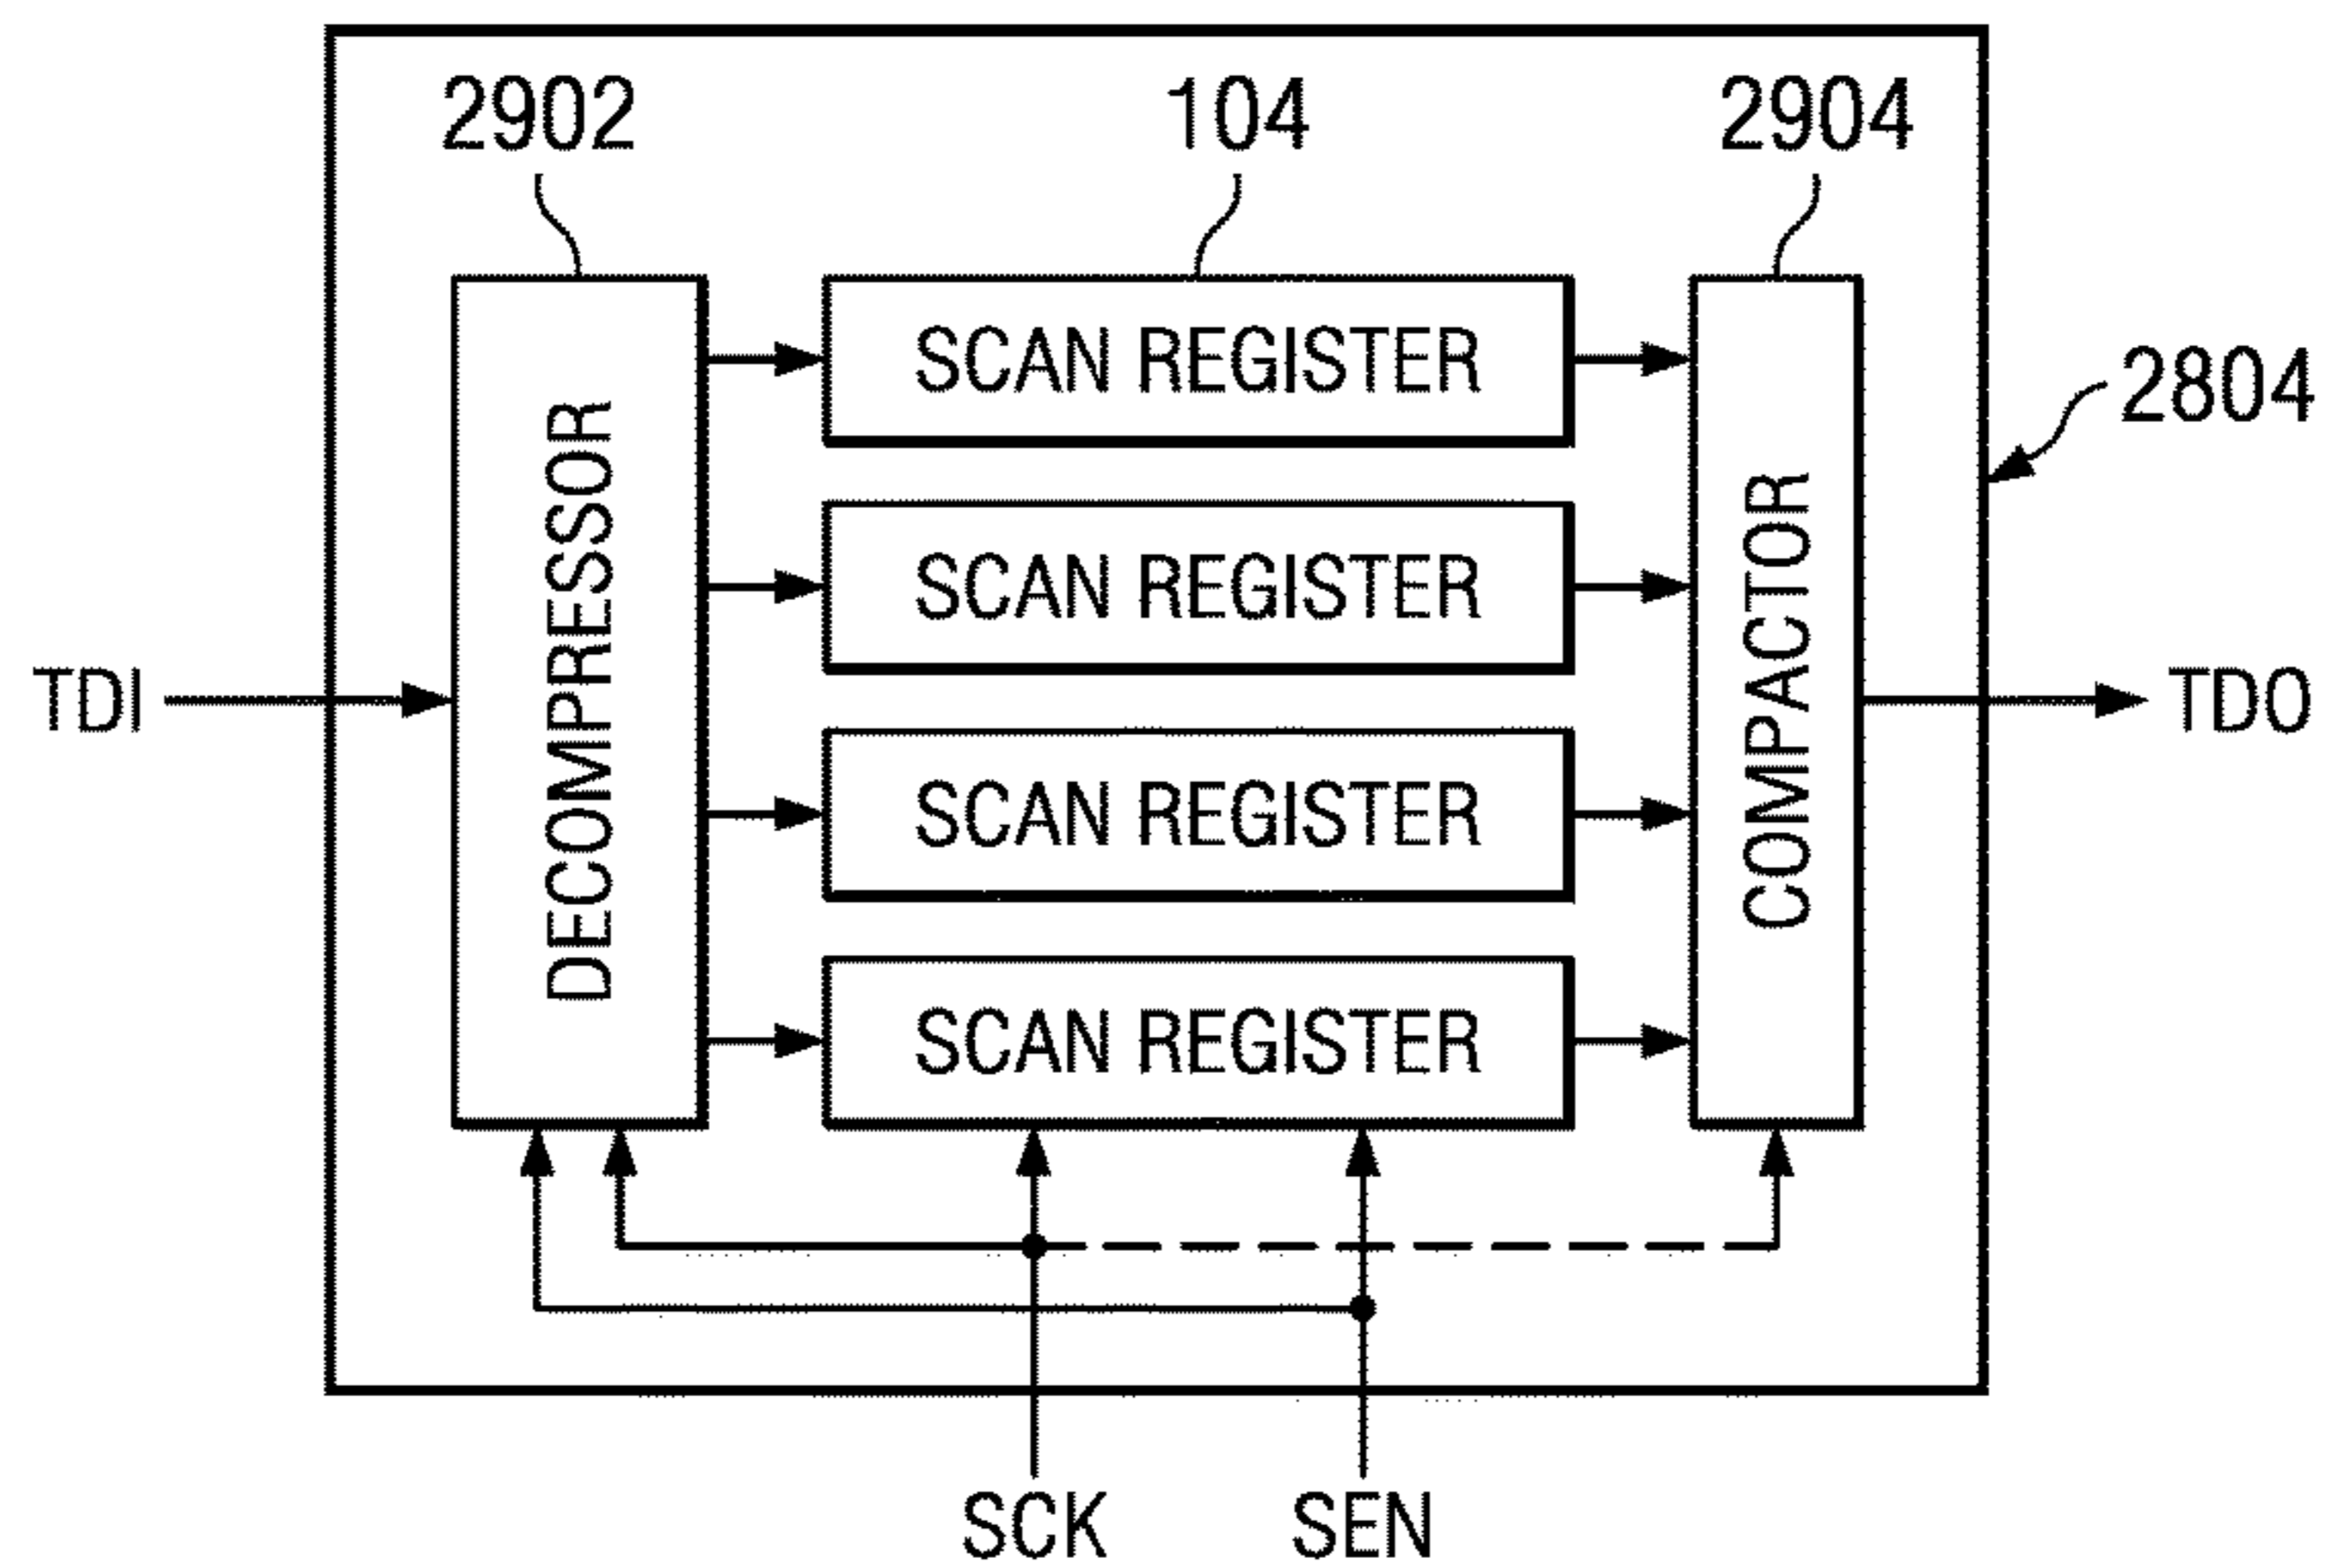 2902
104
2904
2804
SCAN REGISTER
SCAN REGISTER
SCAN REGISTER
SCAN REGISTER
DECOMPRESSOR
COMPACTOR
TDI
TDO
SCK
SEN